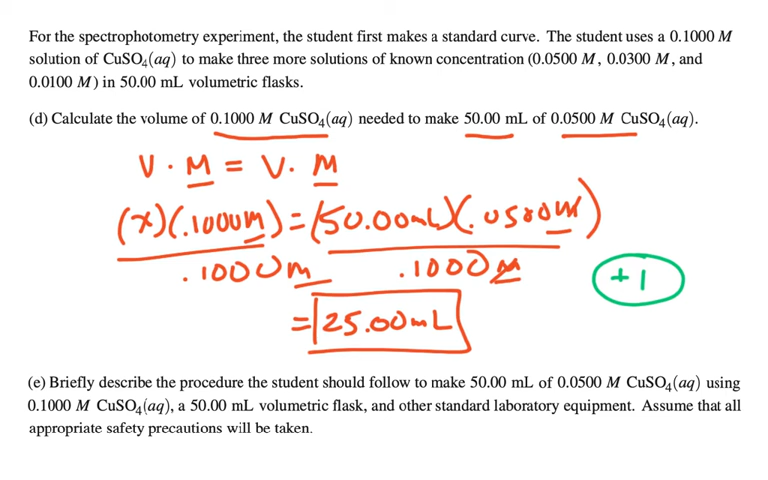 For the spectrophotometry experiment, the student first makes a standard curve. The student uses a 0.1000 M
solution of CuSO₄(aq) to make three more solutions of known concentration (0.0500 M, 0.0300 M, and
0.0100 M) in 50.00 mL volumetric flasks.
(d) Calculate the volume of 0.1000 M CuSO₄(aq) needed to make 50.00 mL of 0.0500 M CuSO₄(aq).
V · M = V · M
(x)(.1000m) = (50.00mL)(.0500M)
.1000m .1000M
+1
= 25.00mL
(e) Briefly describe the procedure the student should follow to make 50.00 mL of 0.0500 M CuSO₄(aq) using
0.1000 M CuSO₄(aq), a 50.00 mL volumetric flask, and other standard laboratory equipment. Assume that all
appropriate safety precautions will be taken.